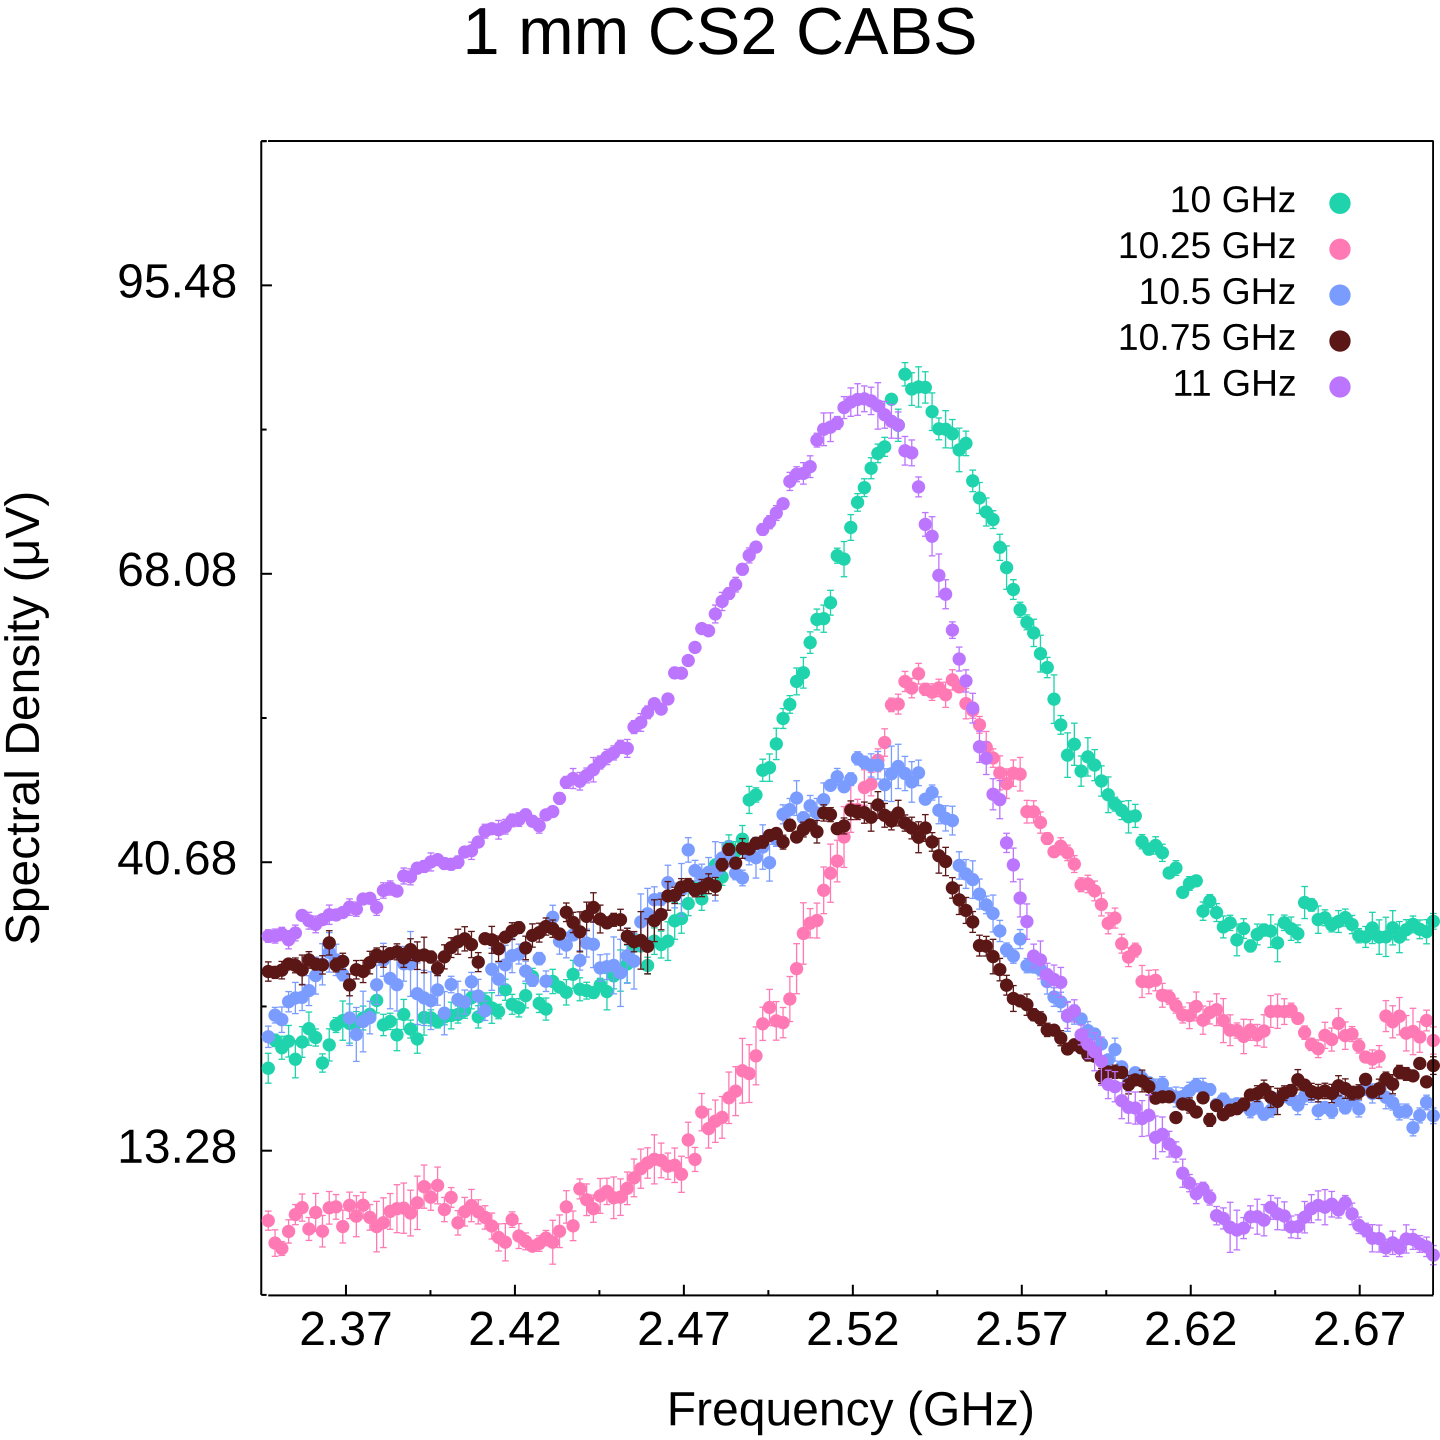 1 mm CS2 CABS
10 GHz
10.25 GHz
10.5 GHz
10.75 GHz
11 GHz
95.48
68.08
40.68
13.28
Spectral Density (μV)
2.37 2.42 2.47 2.52 2.57 2.62 2.67
Frequency (GHz)